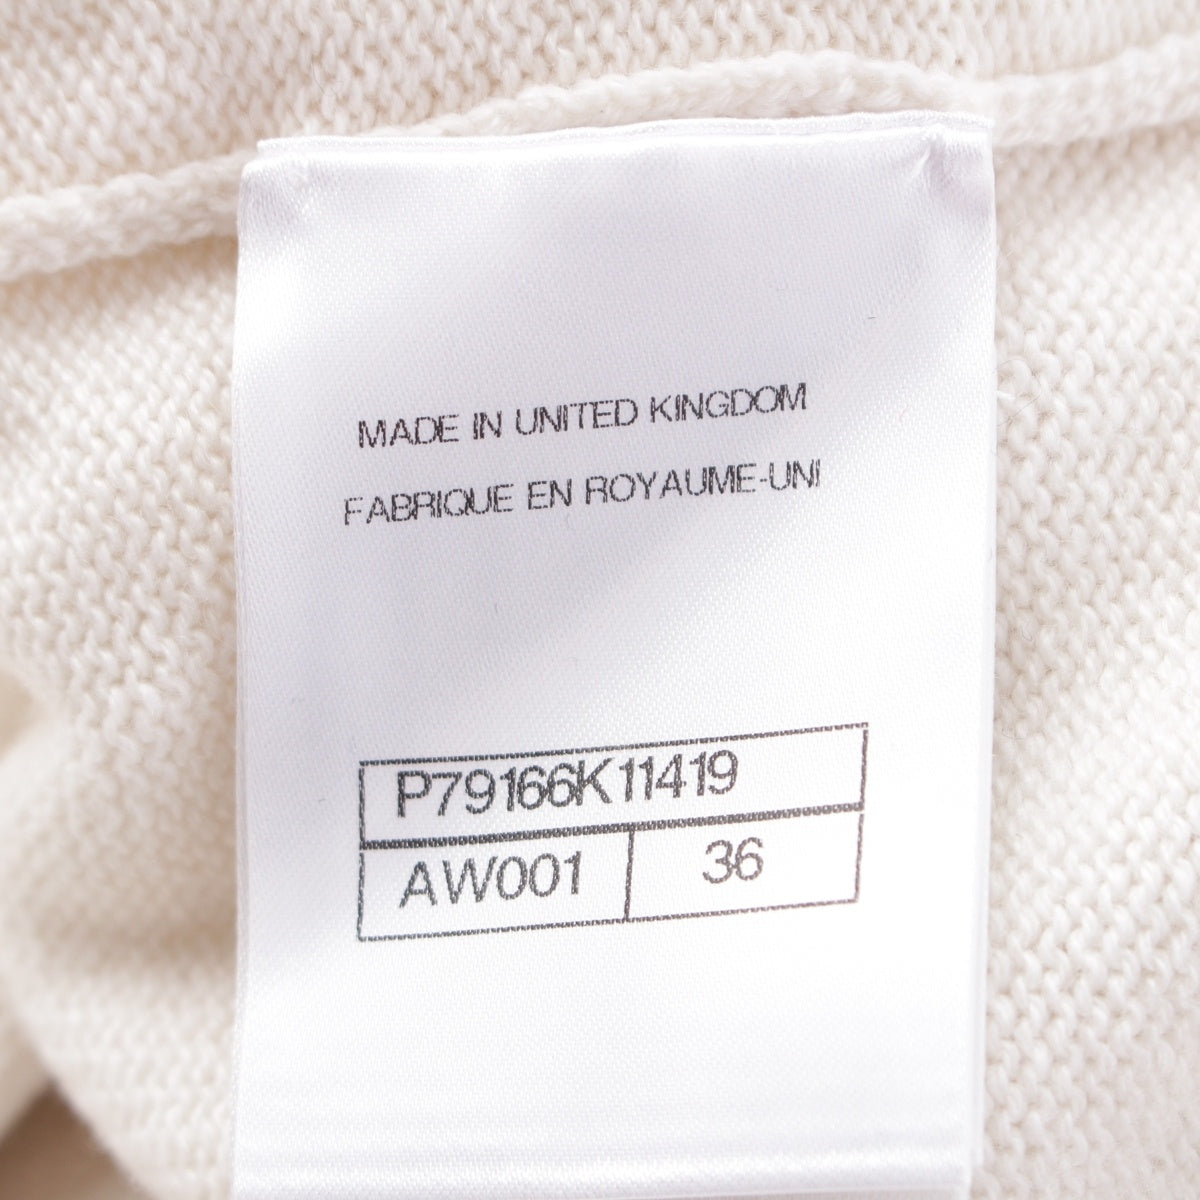 MADE IN UNITED KINGDOM
FABRIQUE EN ROYAUME-UNI
P79166K11419
AW001 36